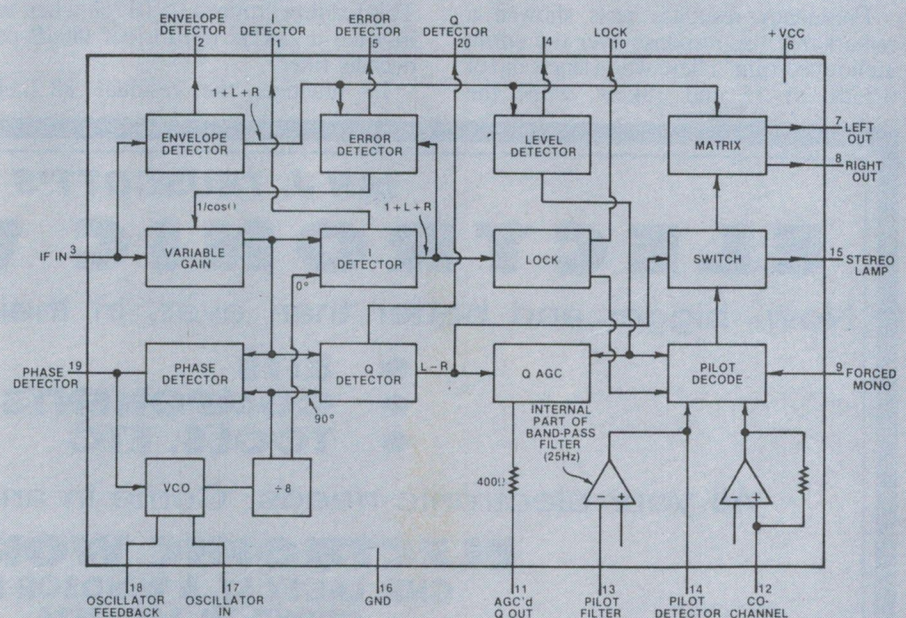 ENVELOPE DETECTOR 2
I DETECTOR 1
ERROR DETECTOR 5
Q DETECTOR 20
4
LOCK 10
+VCC 6
1+L+R
ENVELOPE DETECTOR
ERROR DETECTOR
LEVEL DETECTOR
MATRIX
7 LEFT OUT
8 RIGHT OUT
1/cosθ
1+L+R
IF IN 3
VARIABLE GAIN
I DETECTOR
0°
LOCK
SWITCH
15 STEREO LAMP
PHASE DETECTOR 19
PHASE DETECTOR
Q DETECTOR
L-R
90°
Q AGC
PILOT DECODE
9 FORCED MONO
INTERNAL PART OF BAND-PASS FILTER (25Hz)
400Ω
VCO
÷8
- +
- +
18 OSCILLATOR FEEDBACK
17 OSCILLATOR IN
16 GND
11 AGC'd Q OUT
13 PILOT FILTER
14 PILOT DETECTOR
12 CO-CHANNEL